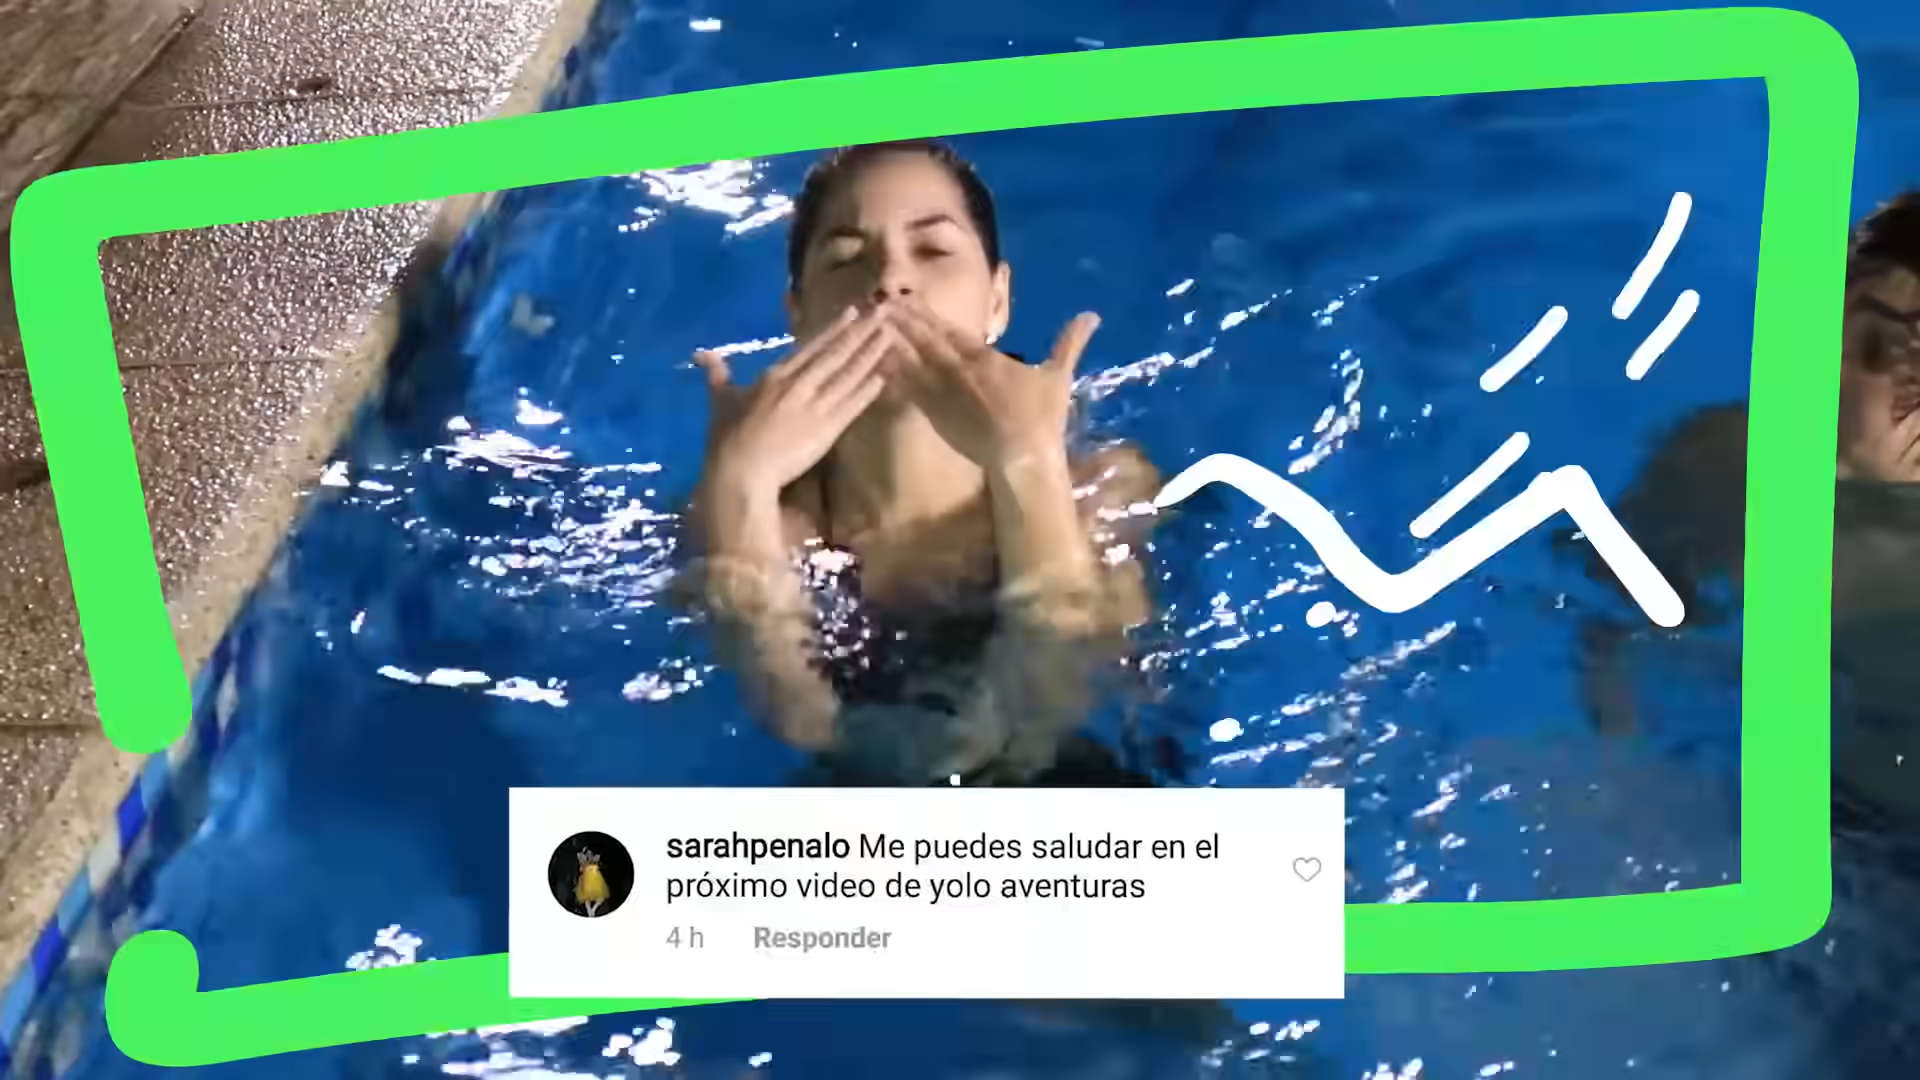 sarahpenalo Me puedes saludar en el
próximo video de yolo aventuras
4 h Responder